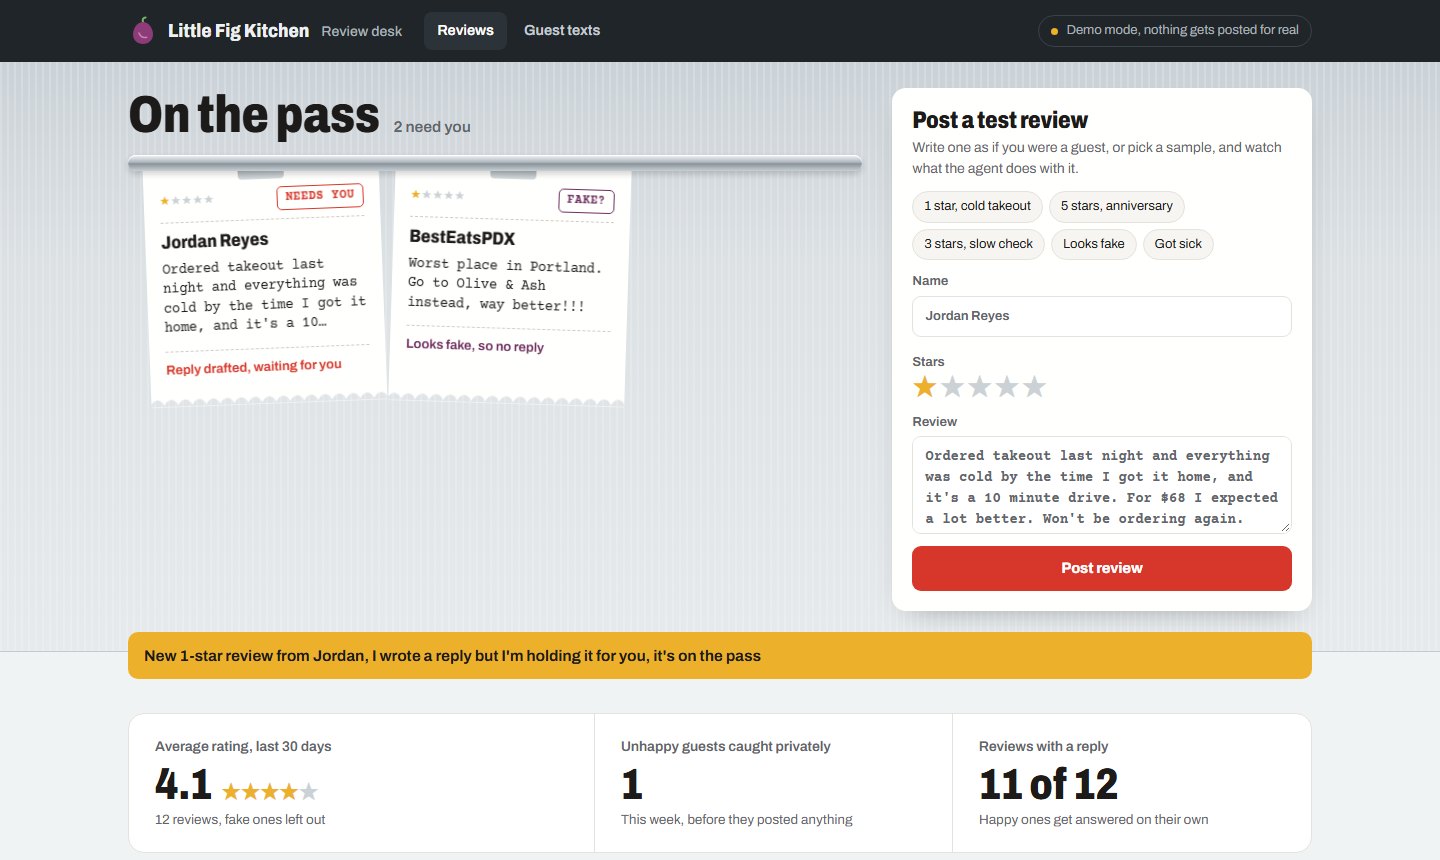 Little Fig Kitchen Review desk Reviews Guest texts
Demo mode, nothing gets posted for real
On the pass 2 need you
NEEDS YOU
Jordan Reyes
Ordered takeout last
night and everything was
cold by the time I got it
home, and it's a 10…
Reply drafted, waiting for you
FAKE?
BestEatsPDX
Worst place in Portland.
Go to Olive & Ash
instead, way better!!!
Looks fake, so no reply
Post a test review
Write one as if you were a guest, or pick a sample, and watch
what the agent does with it.
1 star, cold takeout 5 stars, anniversary
3 stars, slow check Looks fake Got sick
Name
Jordan Reyes
Stars
Review
Ordered takeout last night and everything
was cold by the time I got it home, and
it's a 10 minute drive. For $68 I expected
a lot better. Won't be ordering again.
Post review
New 1-star review from Jordan, I wrote a reply but I'm holding it for you, it's on the pass
Average rating, last 30 days
4.1
12 reviews, fake ones left out
Unhappy guests caught privately
1
This week, before they posted anything
Reviews with a reply
11 of 12
Happy ones get answered on their own